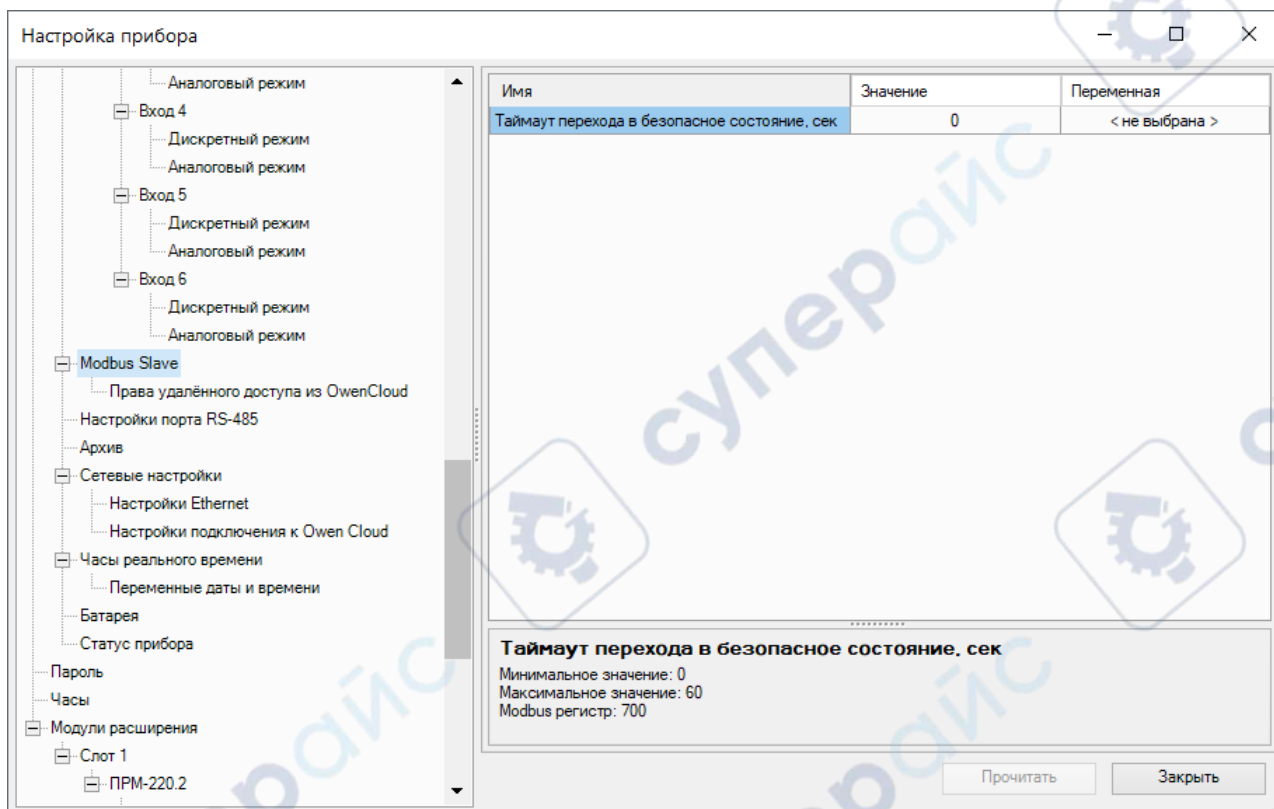 Настройка прибора
Аналоговый режим
Вход 4
Дискретный режим
Аналоговый режим
Вход 5
Дискретный режим
Аналоговый режим
Вход 6
Дискретный режим
Аналоговый режим
Modbus Slave
Права удалённого доступа из OwenCloud
Настройки порта RS-485
Архив
Сетевые настройки
Настройки Ethernet
Настройки подключения к Owen Cloud
Часы реального времени
Переменные даты и времени
Батарея
Статус прибора
Пароль
Часы
Модули расширения
Слот 1
ПРМ-220.2
Имя Значение Переменная
Таймаут перехода в безопасное состояние, сек 0 < не выбрана >
Таймаут перехода в безопасное состояние, сек
Минимальное значение: 0
Максимальное значение: 60
Modbus регистр: 700
Прочитать Закрыть
суперайс